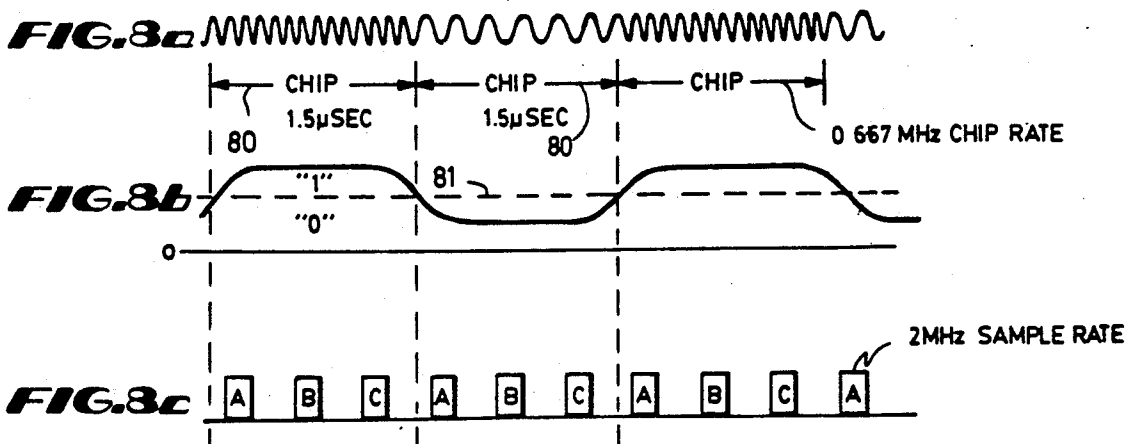 FIG.8a
CHIP CHIP CHIP
1.5µSEC 1.5µSEC
80 80 0.667 MHz CHIP RATE
FIG.8b "1" 81
"0"
0
2MHz SAMPLE RATE
FIG.8c A B C A B C A B C A